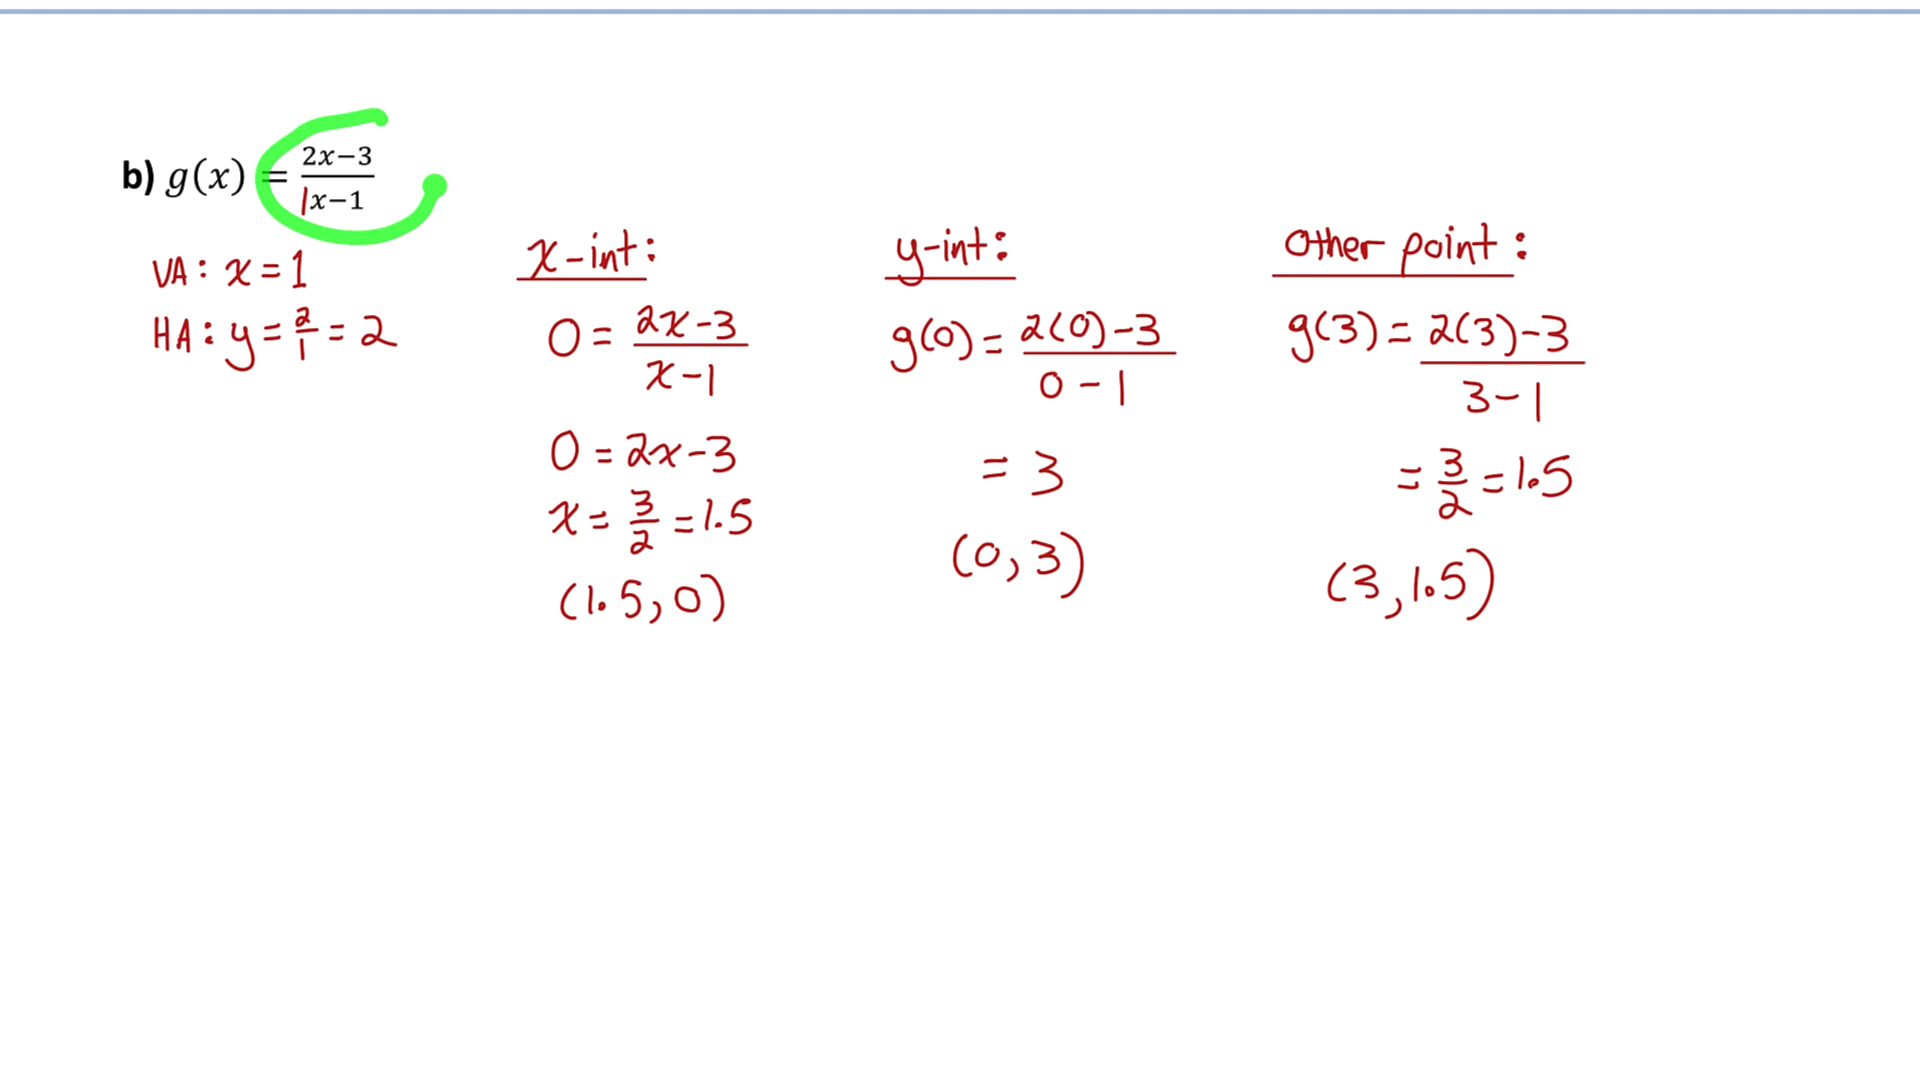 b) g(x) = (2x−3)/(1x−1)
VA: x = 1
HA: y = 2/1 = 2
x-int:
0 = (2x-3)/(x-1)
0 = 2x-3
x = 3/2 = 1.5
(1.5, 0)
y-int:
g(0) = (2(0)-3)/(0-1)
= 3
(0, 3)
Other point:
g(3) = (2(3)-3)/(3-1)
= 3/2 = 1.5
(3, 1.5)